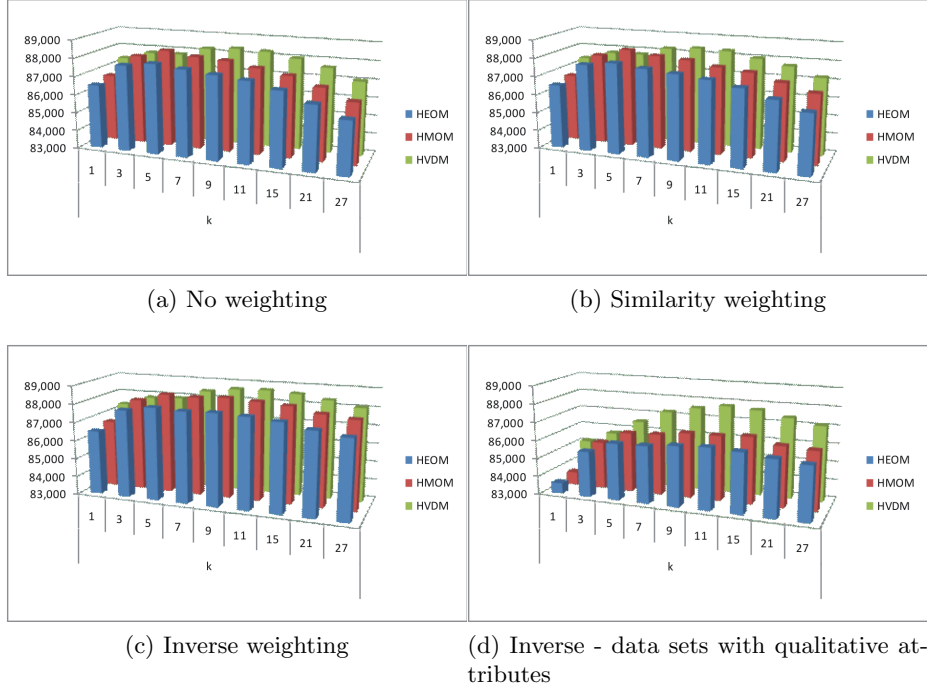 89,000
88,000
87,000
86,000
85,000
84,000
83,000
1 3 5 7 9 11 15 21 27
k
HEOM
HMOM
HVDM
(a) No weighting
89,000
88,000
87,000
86,000
85,000
84,000
83,000
1 3 5 7 9 11 15 21 27
k
HEOM
HMOM
HVDM
(b) Similarity weighting
89,000
88,000
87,000
86,000
85,000
84,000
83,000
1 3 5 7 9 11 15 21 27
k
HEOM
HMOM
HVDM
(c) Inverse weighting
89,000
88,000
87,000
86,000
85,000
84,000
83,000
1 3 5 7 9 11 15 21 27
k
HEOM
HMOM
HVDM
(d) Inverse - data sets with qualitative at-
tributes